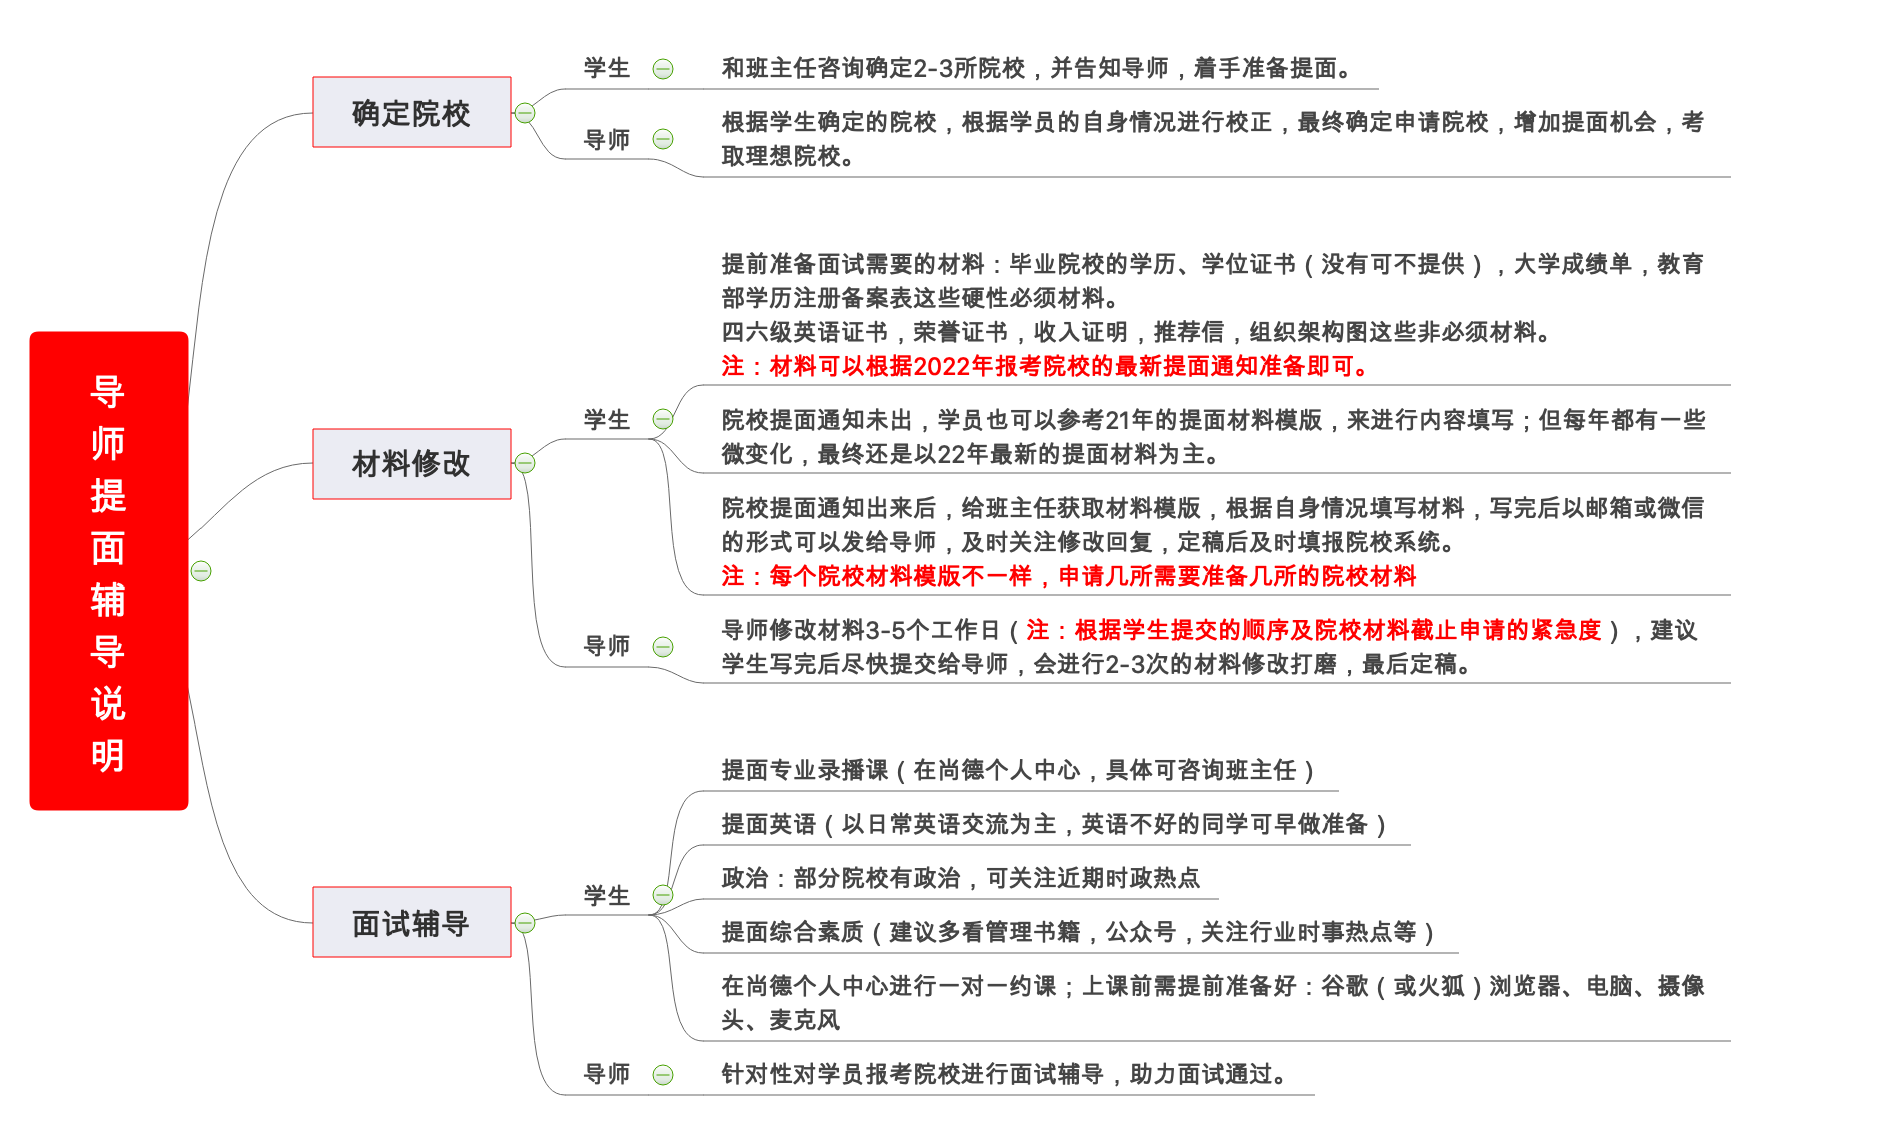 导师提面辅导说明
确定院校
学生
和班主任咨询确定2-3所院校，并告知导师，着手准备提面。
导师
根据学生确定的院校，根据学员的自身情况进行校正，最终确定申请院校，增加提面机会，考
取理想院校。
材料修改
学生
提前准备面试需要的材料：毕业院校的学历、学位证书（没有可不提供），大学成绩单，教育
部学历注册备案表这些硬性必须材料。
四六级英语证书，荣誉证书，收入证明，推荐信，组织架构图这些非必须材料。
注：材料可以根据2022年报考院校的最新提面通知准备即可。
院校提面通知未出，学员也可以参考21年的提面材料模版，来进行内容填写；但每年都有一些
微变化，最终还是以22年最新的提面材料为主。
院校提面通知出来后，给班主任获取材料模版，根据自身情况填写材料，写完后以邮箱或微信
的形式可以发给导师，及时关注修改回复，定稿后及时填报院校系统。
注：每个院校材料模版不一样，申请几所需要准备几所的院校材料
导师
导师修改材料3-5个工作日（注：根据学生提交的顺序及院校材料截止申请的紧急度），建议
学生写完后尽快提交给导师，会进行2-3次的材料修改打磨，最后定稿。
面试辅导
学生
提面专业录播课（在尚德个人中心，具体可咨询班主任）
提面英语（以日常英语交流为主，英语不好的同学可早做准备）
政治：部分院校有政治，可关注近期时政热点
提面综合素质（建议多看管理书籍，公众号，关注行业时事热点等）
在尚德个人中心进行一对一约课；上课前需提前准备好：谷歌（或火狐）浏览器、电脑、摄像
头、麦克风
导师
针对性对学员报考院校进行面试辅导，助力面试通过。